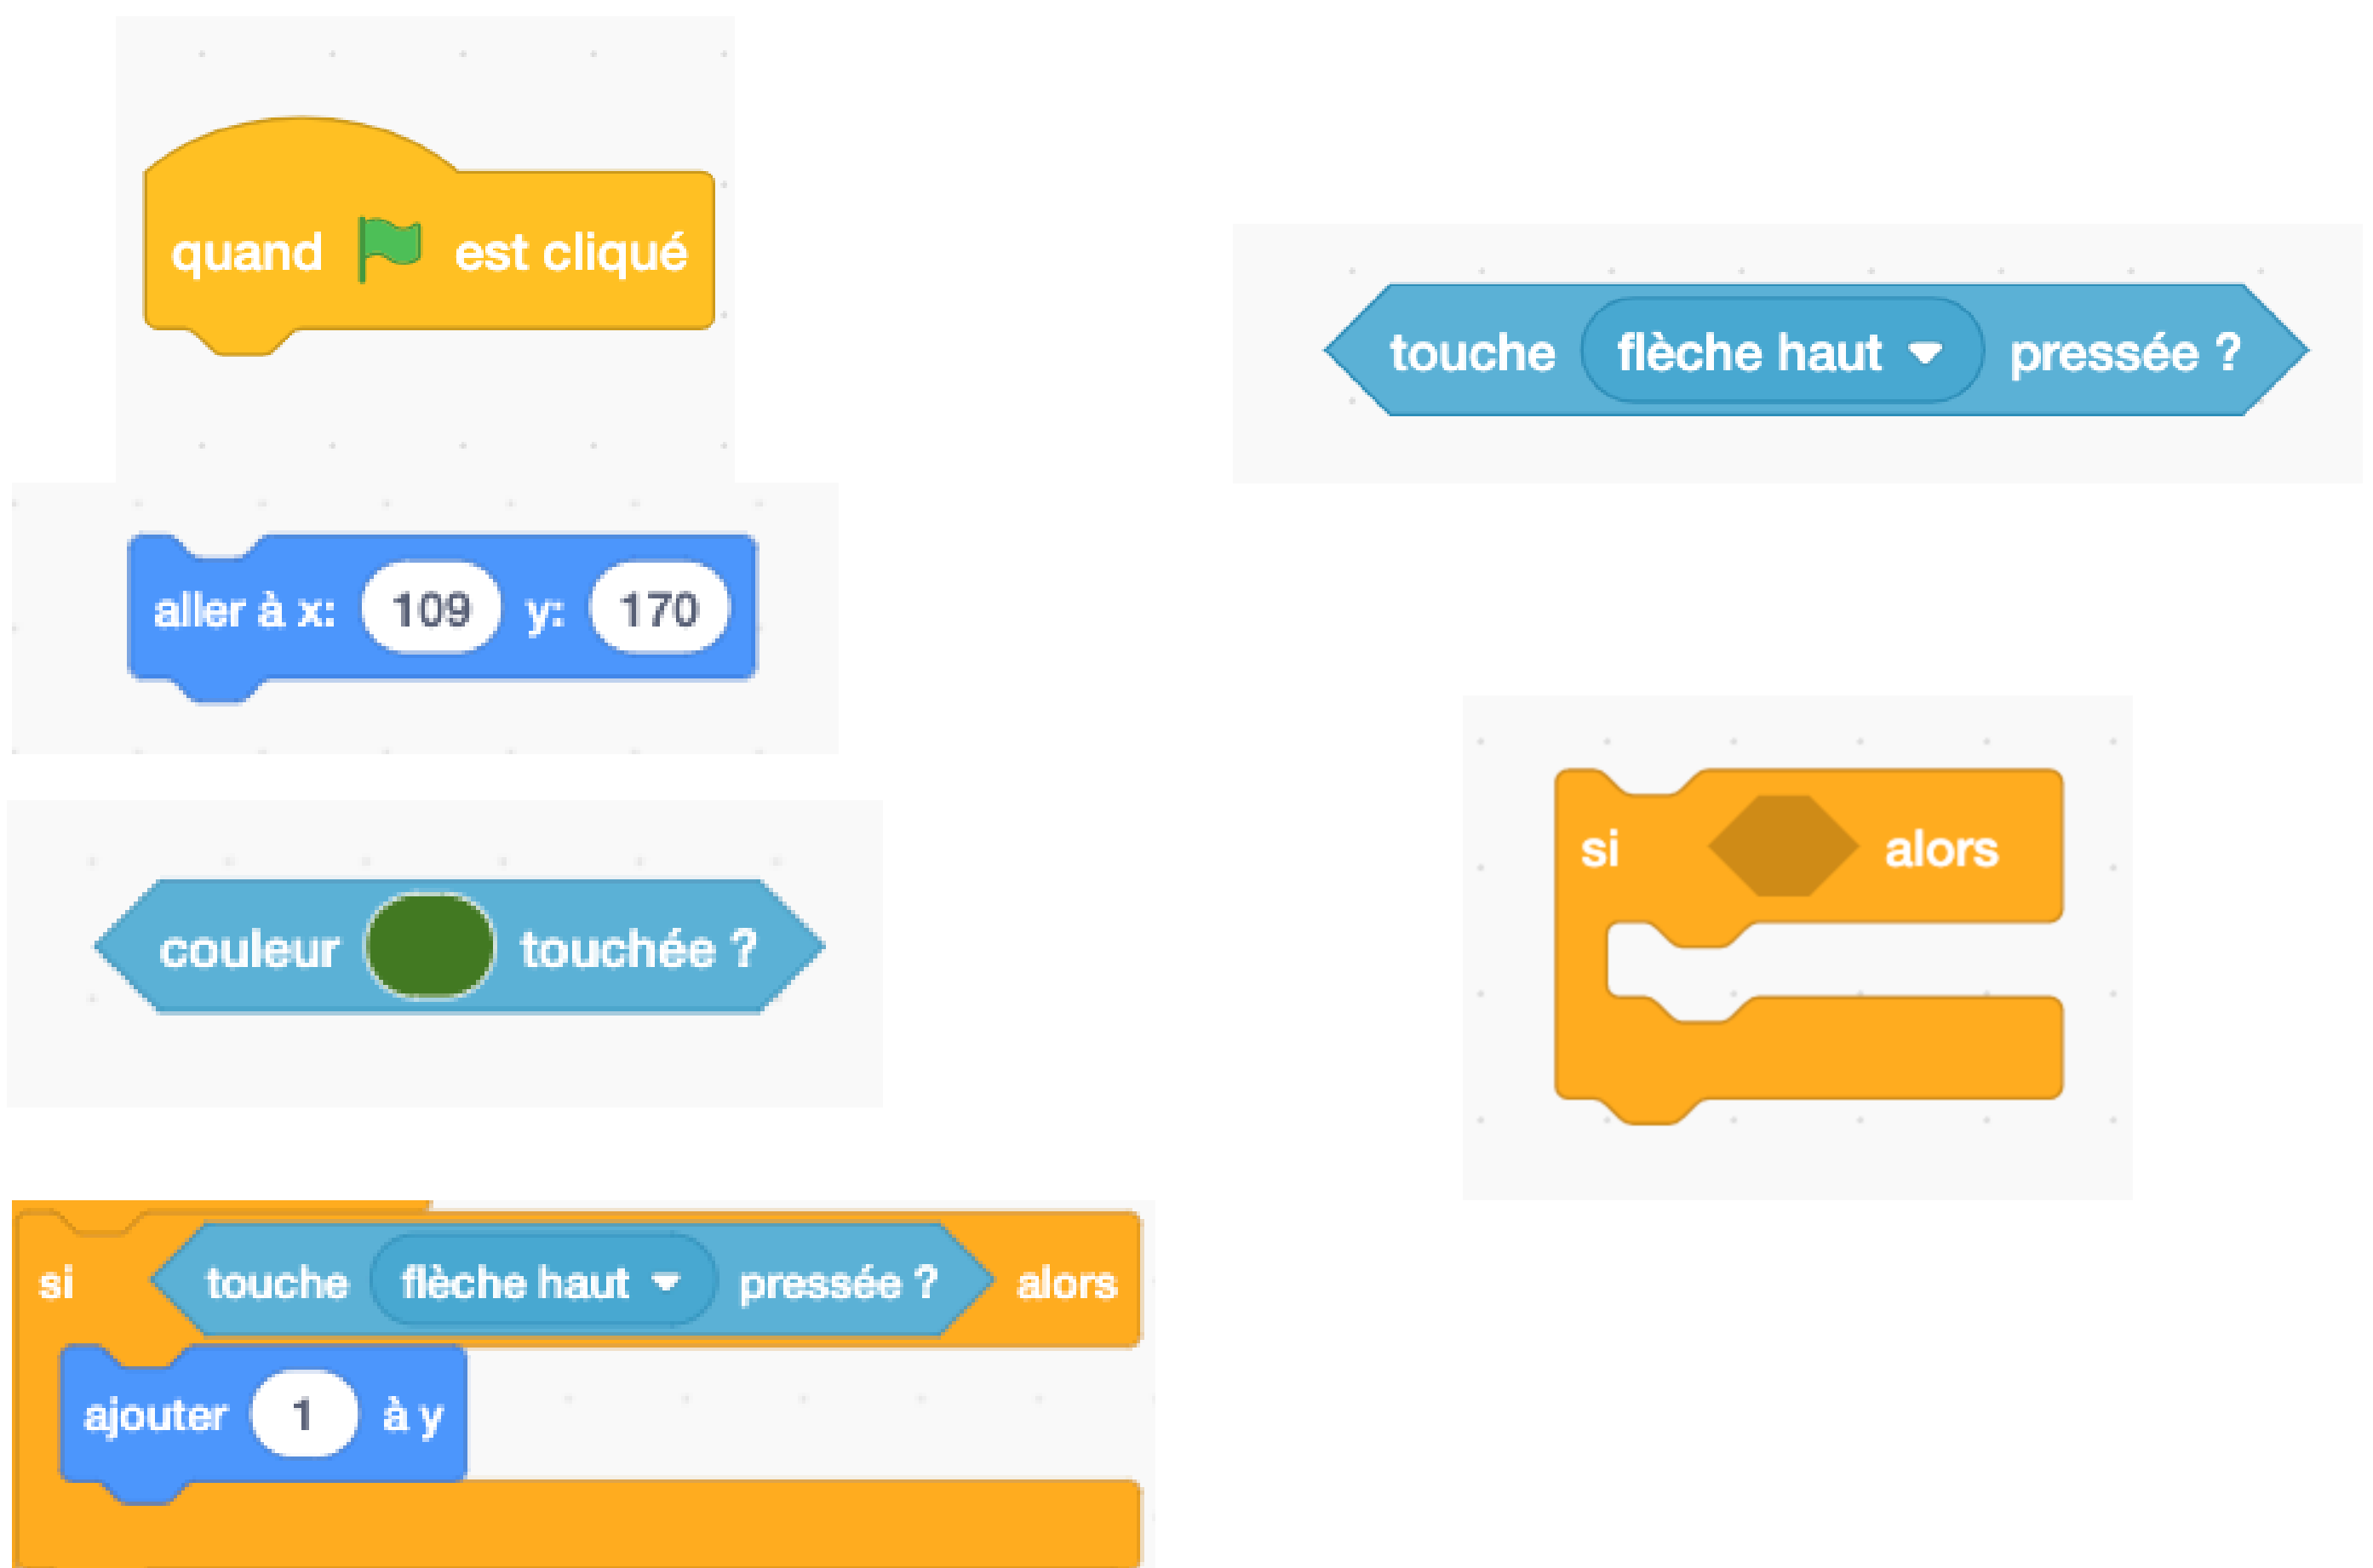 quand est cliqué
touche flèche haut pressée ?
aller à x: 109 y: 170
si alors
couleur touchée ?
si touche flèche haut pressée ? alors
ajouter 1 à y